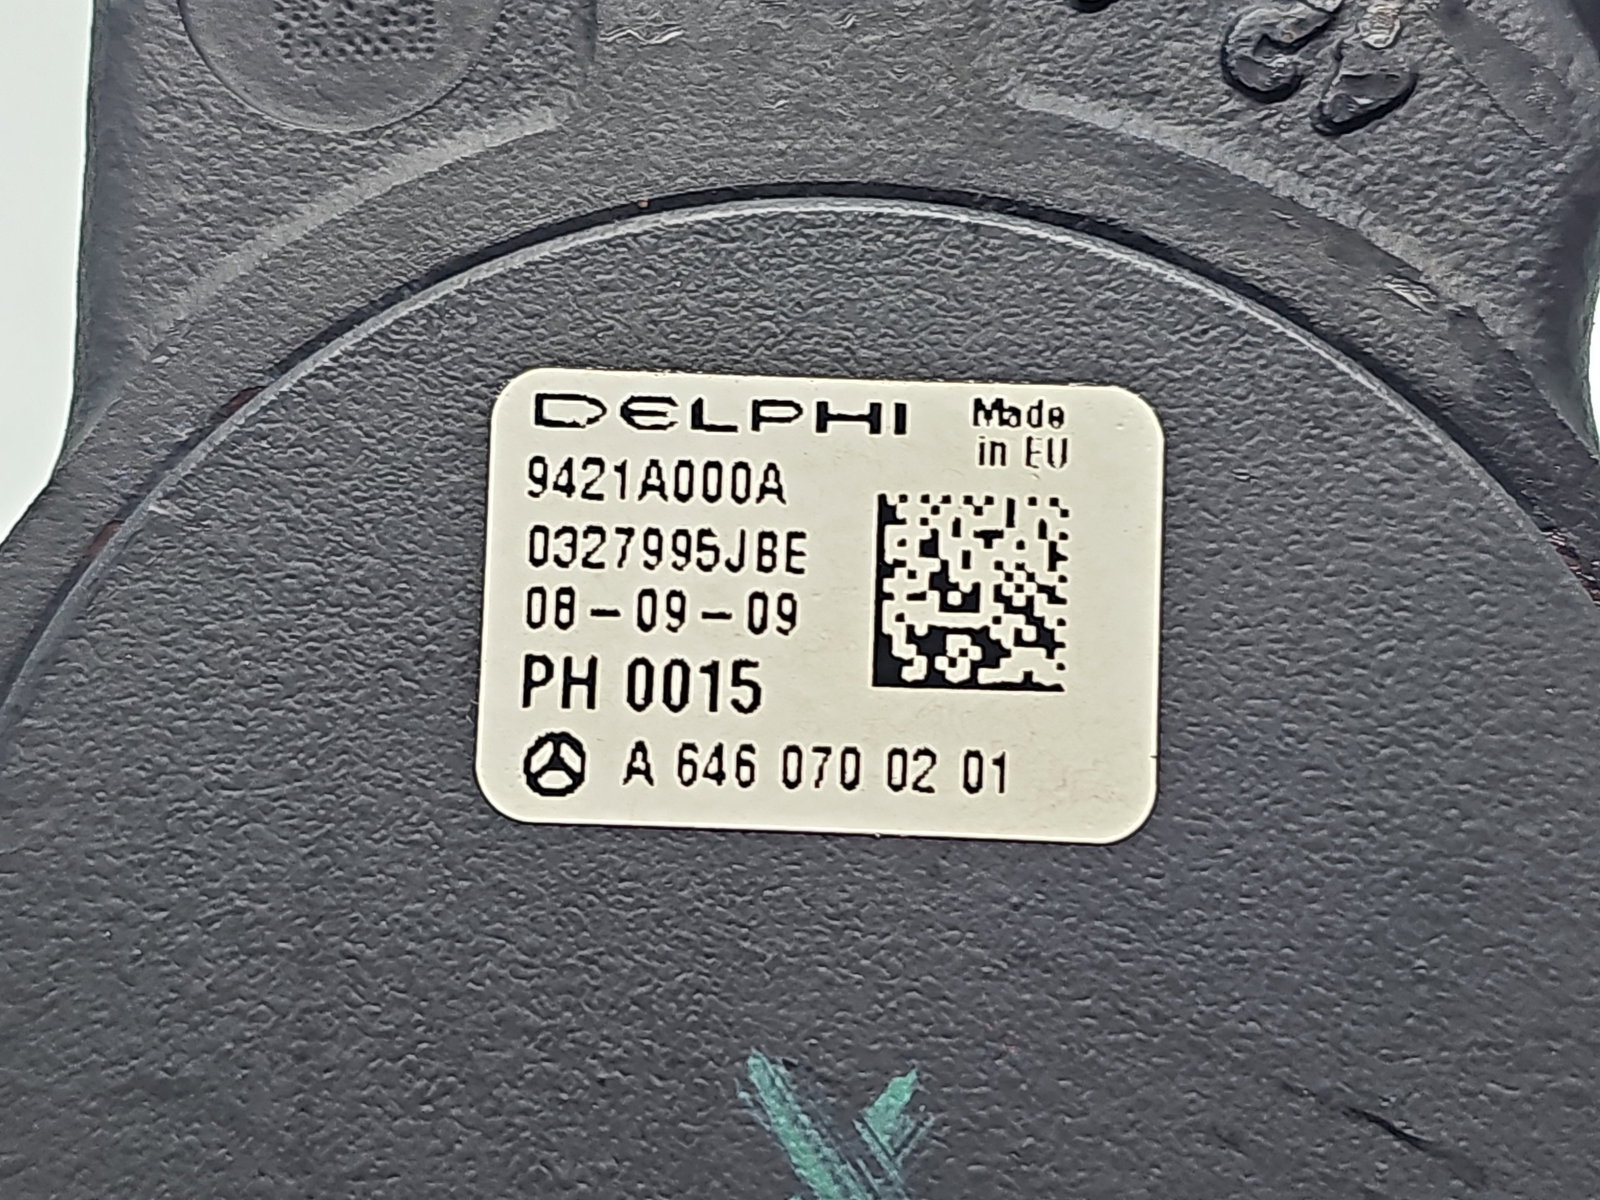 DELPHI
Made
in EU
9421A000A
0327995JBE
08-09-09
PH 0015
A 646 070 02 01